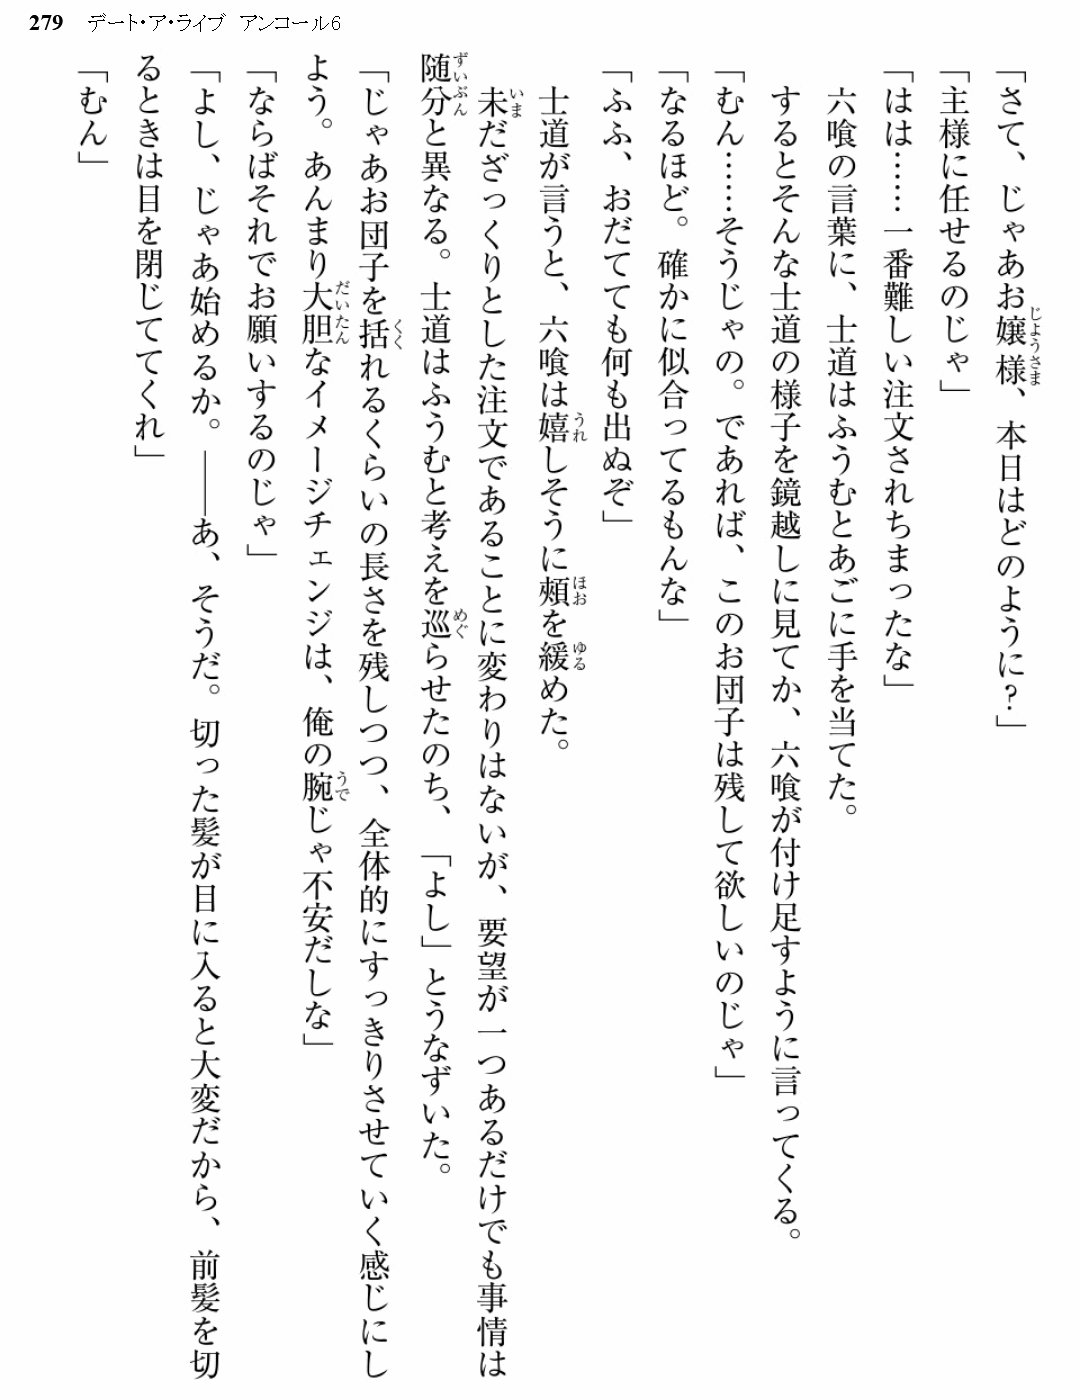 279 デート・ア・ライブ アンコール6
「さて、じゃあお嬢様、本日はどのように?」
「主様に任せるのじゃ」
「はは……一番難しい注文されちまったな」
六喰の言葉に、士道はふうむとあごに手を当てた。
するとそんな士道の様子を鏡越しに見てか、六喰が付け足すように言ってくる。
「むん……そうじゃの。であれば、このお団子は残して欲しいのじゃ」
「なるほど。確かに似合ってるもんな」
「ふふ、おだてても何も出ぬぞ」
士道が言うと、六喰は嬉しそうに頰を緩めた。
未だざっくりとした注文であることに変わりはないが、要望が一つあるだけでも事情は
随分と異なる。士道はふうむと考えを巡らせたのち、「よし」とうなずいた。
「じゃあお団子を括れるくらいの長さを残しつつ、全体的にすっきりさせていく感じにし
よう。あんまり大胆なイメージチェンジは、俺の腕じゃ不安だしな」
「ならばそれでお願いするのじゃ」
「よし、じゃあ始めるか。――あ、そうだ。切った髪が目に入ると大変だから、前髪を切
るときは目を閉じててくれ」
「むん」